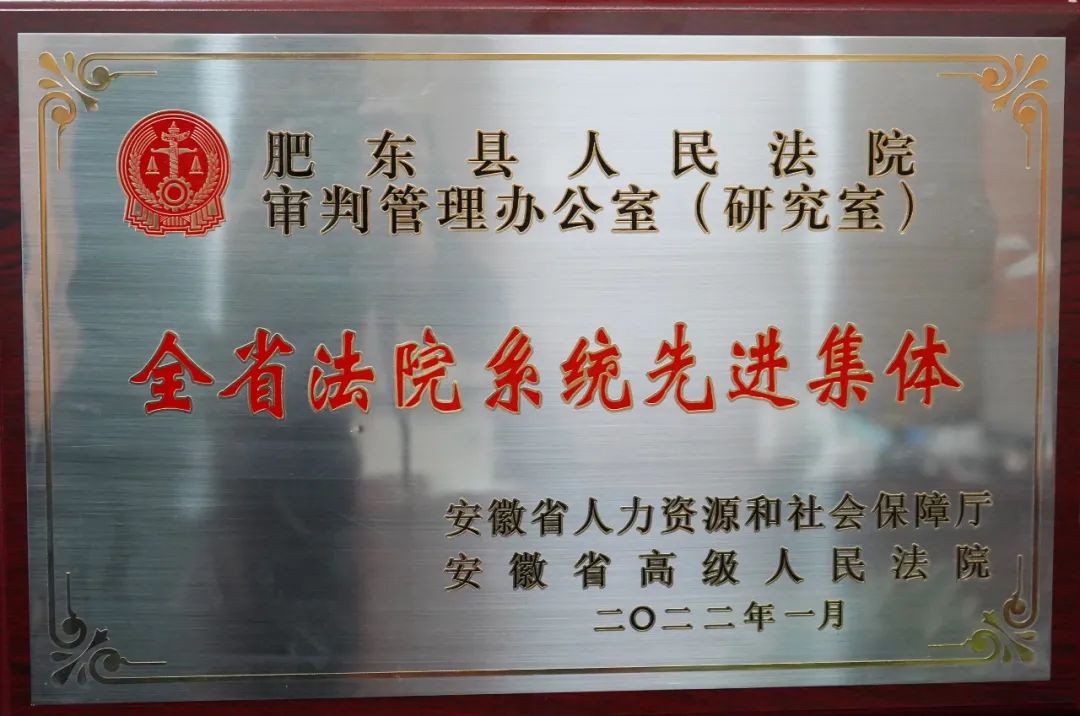 肥东县人民法院
审判管理办公室（研究室）
全省法院系统先进集体
安徽省人力资源和社会保障厅
安徽省高级人民法院
二〇二二年一月